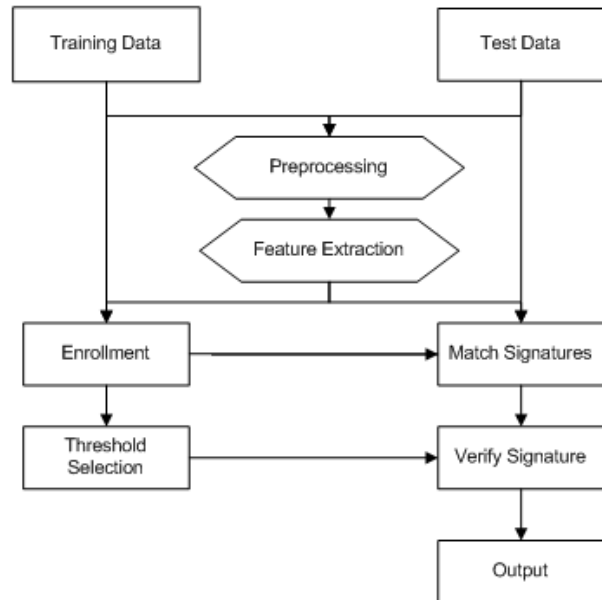 Training Data
Test Data
Preprocessing
Feature Extraction
Enrollment
Match Signatures
Threshold
Selection
Verify Signature
Output